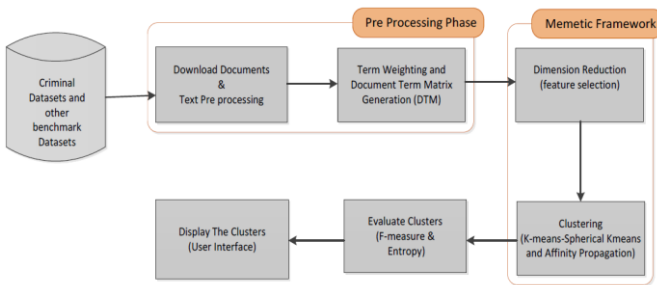 Pre Processing Phase
Memetic Framework
Criminal
Datasets and
other
benchmark
Datasets
Download Documents
&
Text Pre processing
Term Weighting and
Document Term Matrix
Generation (DTM)
Dimension Reduction
(feature selection)
Display The Clusters
(User Interface)
Evaluate Clusters
(F-measure &
Entropy)
Clustering
(K-means-Spherical Kmeans
and Affinity Propagation)